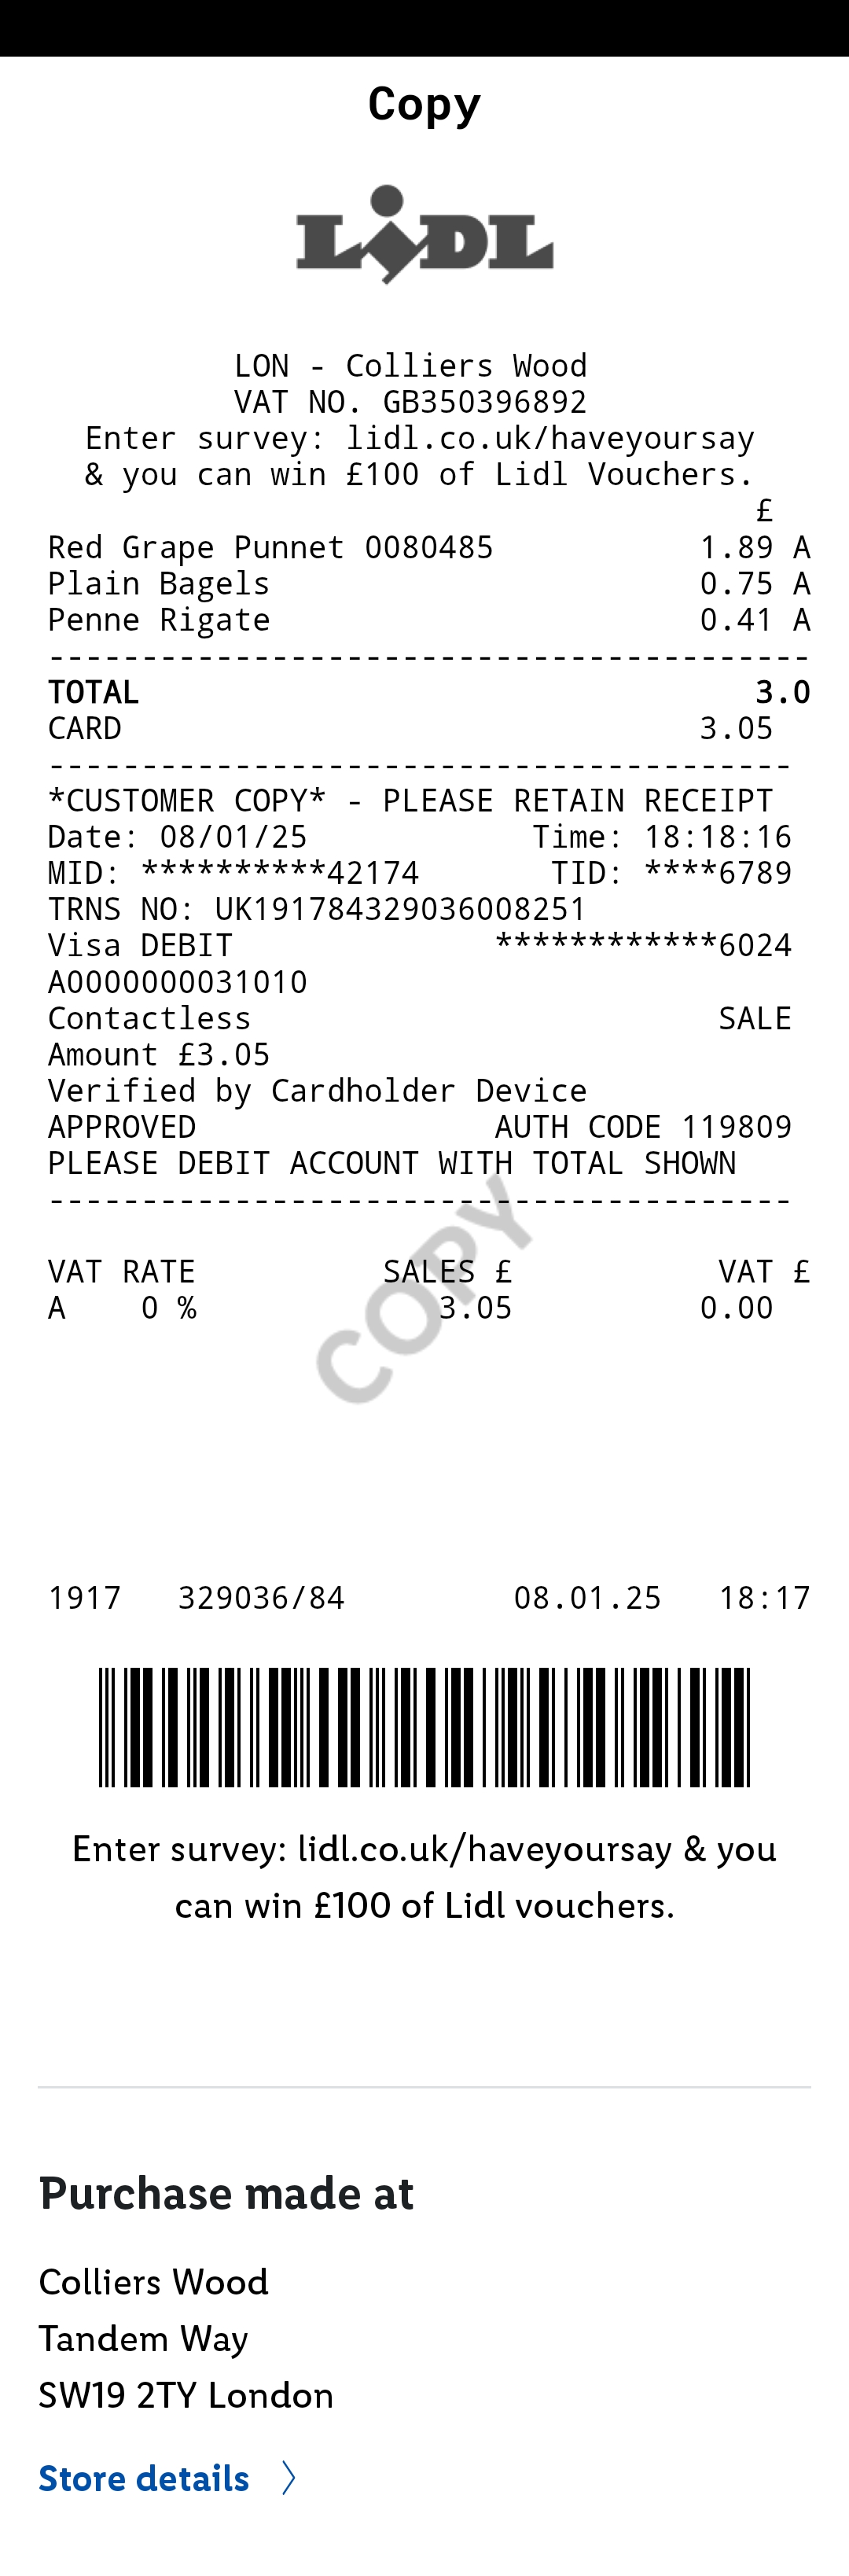 Copy
LIDL
LON - Colliers Wood
VAT NO. GB350396892
Enter survey: lidl.co.uk/haveyoursay
& you can win £100 of Lidl Vouchers.
£
Red Grape Punnet 0080485 1.89 A
Plain Bagels 0.75 A
Penne Rigate 0.41 A
-----------------------------------------
TOTAL 3.0
CARD 3.05
----------------------------------------
*CUSTOMER COPY* - PLEASE RETAIN RECEIPT
Date: 08/01/25 Time: 18:18:16
MID: **********42174 TID: ****6789
TRNS NO: UK191784329036008251
Visa DEBIT ************6024
A0000000031010
Contactless SALE
Amount £3.05
Verified by Cardholder Device
APPROVED AUTH CODE 119809
PLEASE DEBIT ACCOUNT WITH TOTAL SHOWN
----------------------------------------
COPY
VAT RATE SALES £ VAT £
A 0 % 3.05 0.00
1917 329036/84 08.01.25 18:17
Enter survey: lidl.co.uk/haveyoursay & you
can win £100 of Lidl vouchers.
Purchase made at
Colliers Wood
Tandem Way
SW19 2TY London
Store details